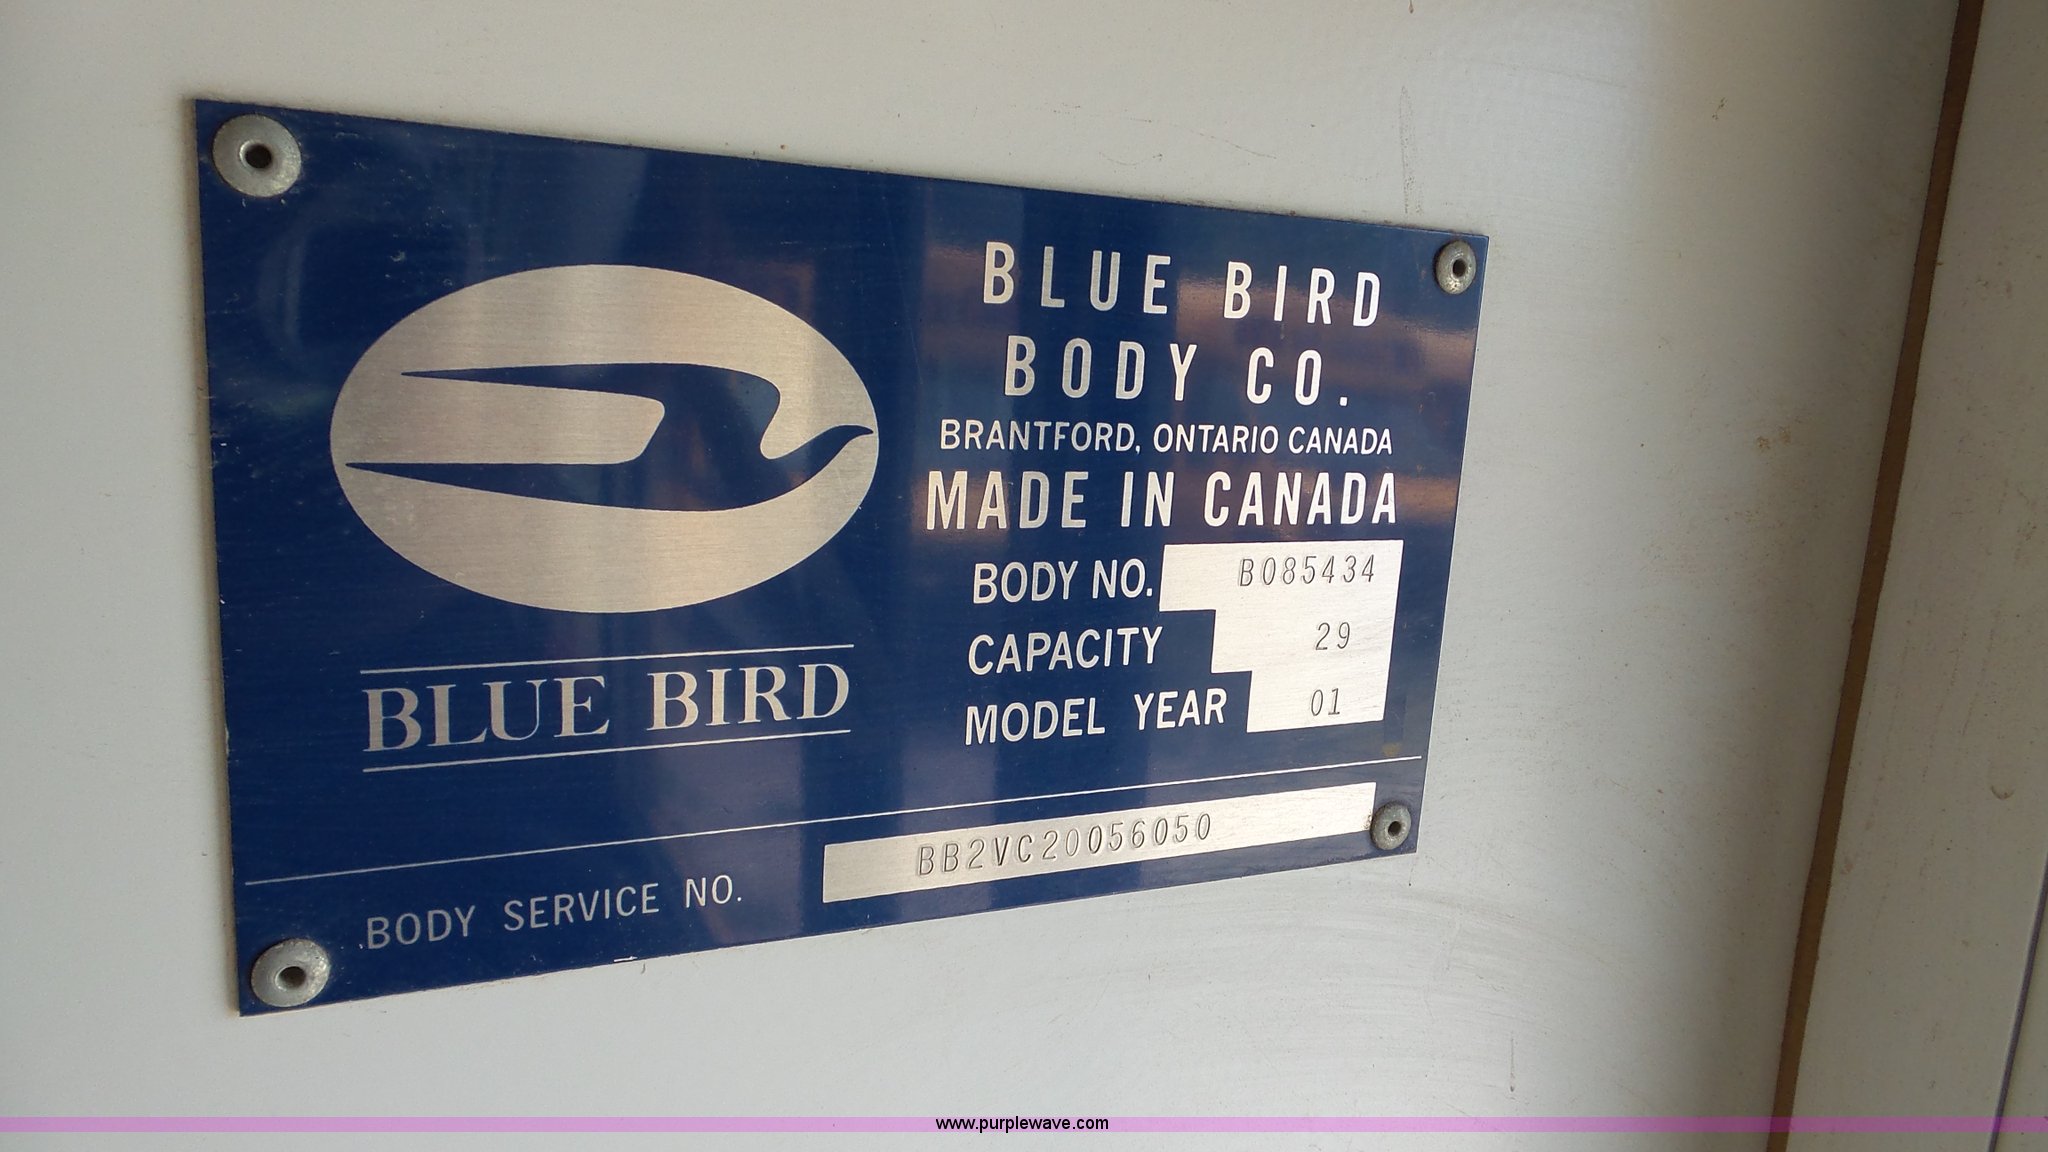 BLUE BIRD
BODY CO.
BRANTFORD, ONTARIO CANADA
MADE IN CANADA
BODY NO. B085434
CAPACITY 29
MODEL YEAR 01
BLUE BIRD
BODY SERVICE NO. BB2VC20056050
www.purplewave.com